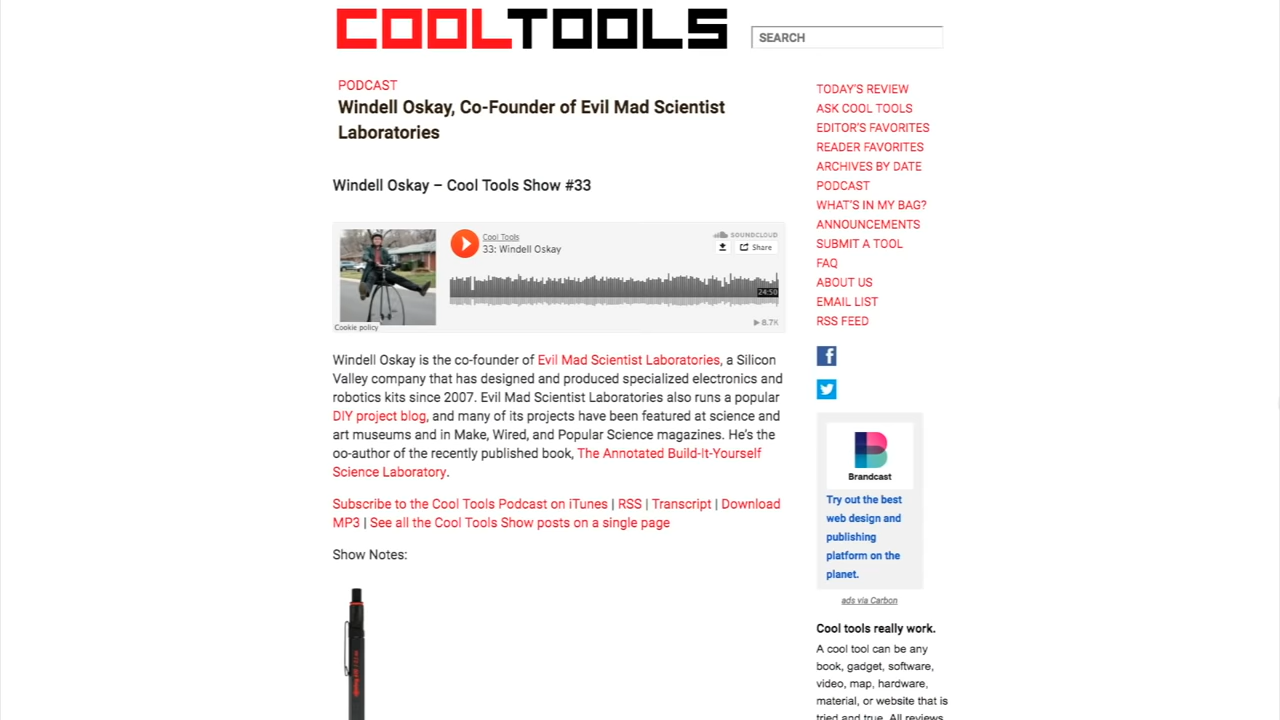 COOLTOOLS
SEARCH
PODCAST
Windell Oskay, Co-Founder of Evil Mad Scientist
Laboratories
Windell Oskay – Cool Tools Show #33
Cool Tools
33: Windell Oskay
SOUNDCLOUD
Share
24:50
8.7K
Cookie policy
Windell Oskay is the co-founder of Evil Mad Scientist Laboratories, a Silicon
Valley company that has designed and produced specialized electronics and
robotics kits since 2007. Evil Mad Scientist Laboratories also runs a popular
DIY project blog, and many of its projects have been featured at science and
art museums and in Make, Wired, and Popular Science magazines. He's the
oo-author of the recently published book, The Annotated Build-It-Yourself
Science Laboratory.
Subscribe to the Cool Tools Podcast on iTunes | RSS | Transcript | Download
MP3 | See all the Cool Tools Show posts on a single page
Show Notes:
TODAY'S REVIEW
ASK COOL TOOLS
EDITOR'S FAVORITES
READER FAVORITES
ARCHIVES BY DATE
PODCAST
WHAT'S IN MY BAG?
ANNOUNCEMENTS
SUBMIT A TOOL
FAQ
ABOUT US
EMAIL LIST
RSS FEED
Brandcast
Try out the best
web design and
publishing
platform on the
planet.
ads via Carbon
Cool tools really work.
A cool tool can be any
book, gadget, software,
video, map, hardware,
material, or website that is
tried and true. All reviews